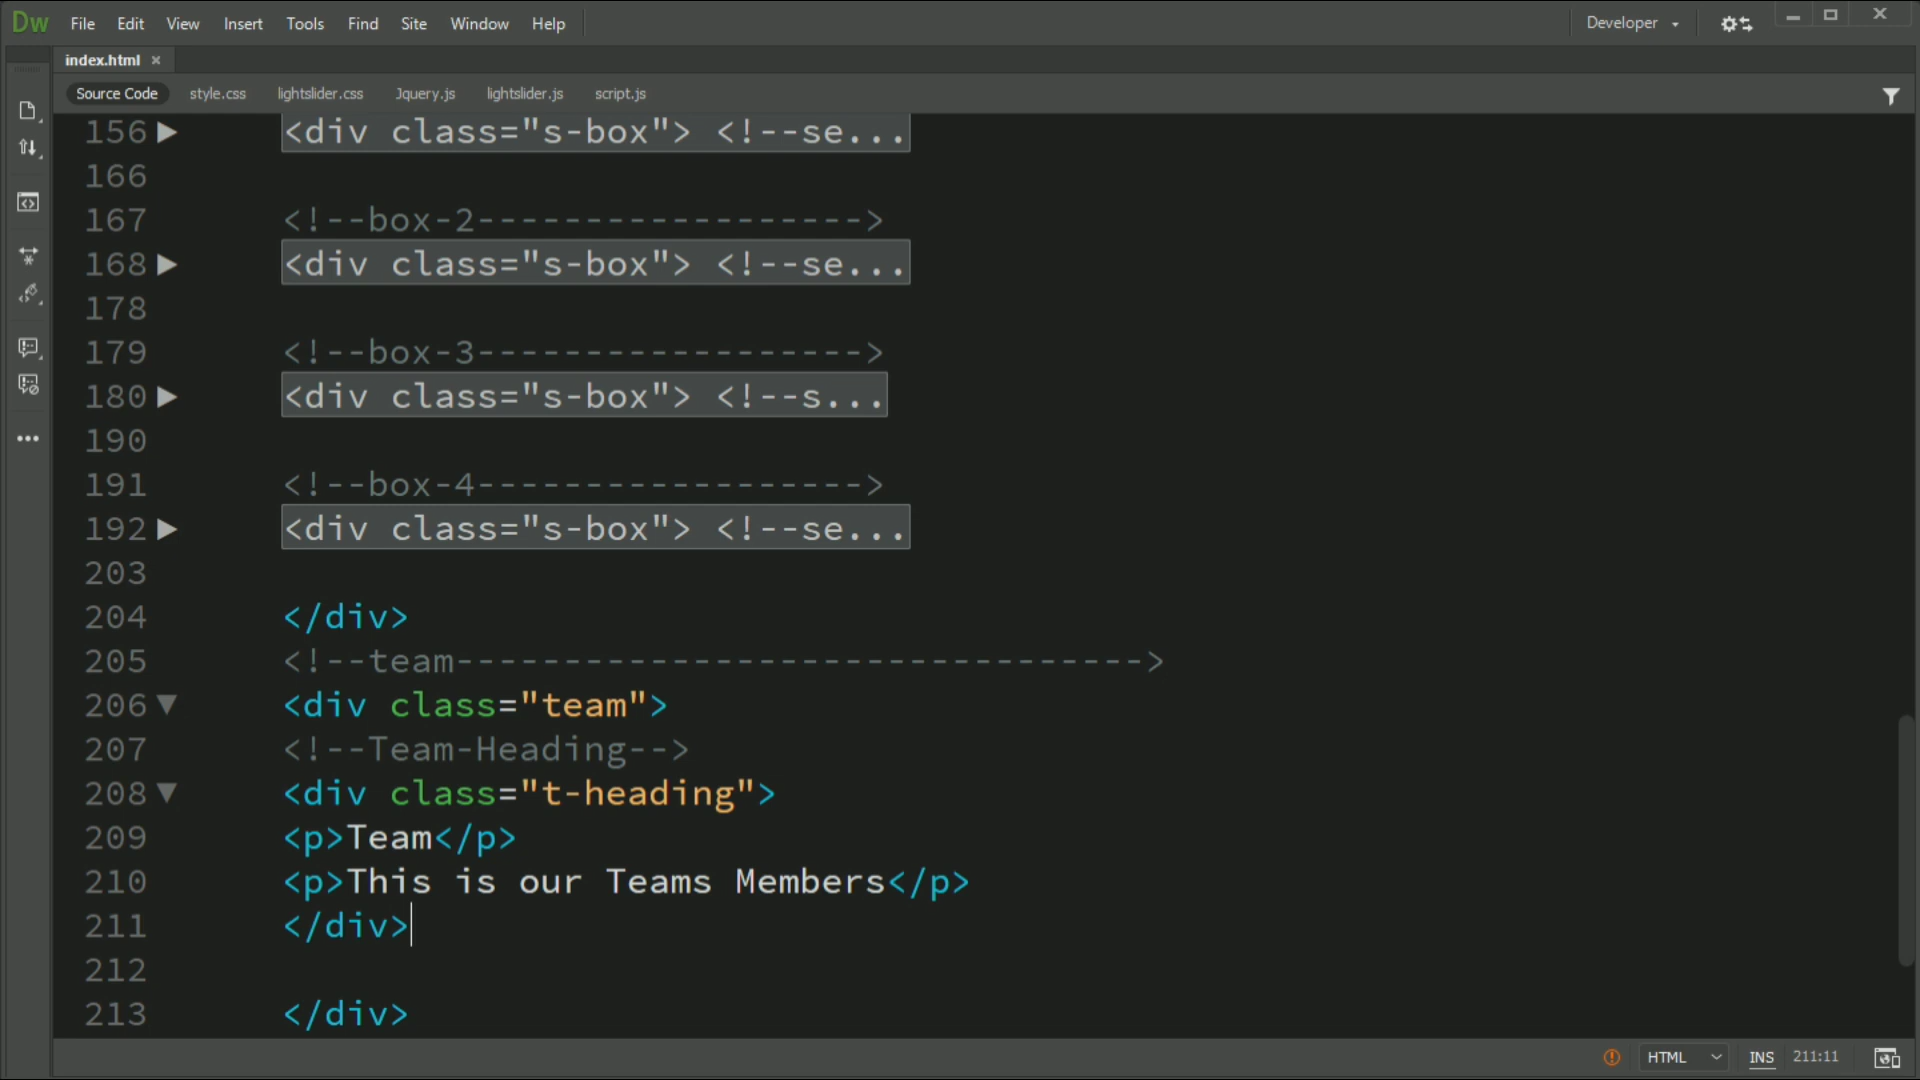 Dw File Edit View Insert Tools Find Site Window Help Developer
index.html ×
Source Code style.css lightslider.css Jquery.js lightslider.js script.js
156 <div class="s-box"> <!--se...
166
167 <!--box-2------------------>
168 <div class="s-box"> <!--se...
178
179 <!--box-3------------------>
180 <div class="s-box"> <!--s...
190
191 <!--box-4------------------>
192 <div class="s-box"> <!--se...
203
204 </div>
205 <!--team-------------------------------->
206 <div class="team">
207 <!--Team-Heading-->
208 <div class="t-heading">
209 <p>Team</p>
210 <p>This is our Teams Members</p>
211 </div>
212
213 </div>
HTML INS 211:11